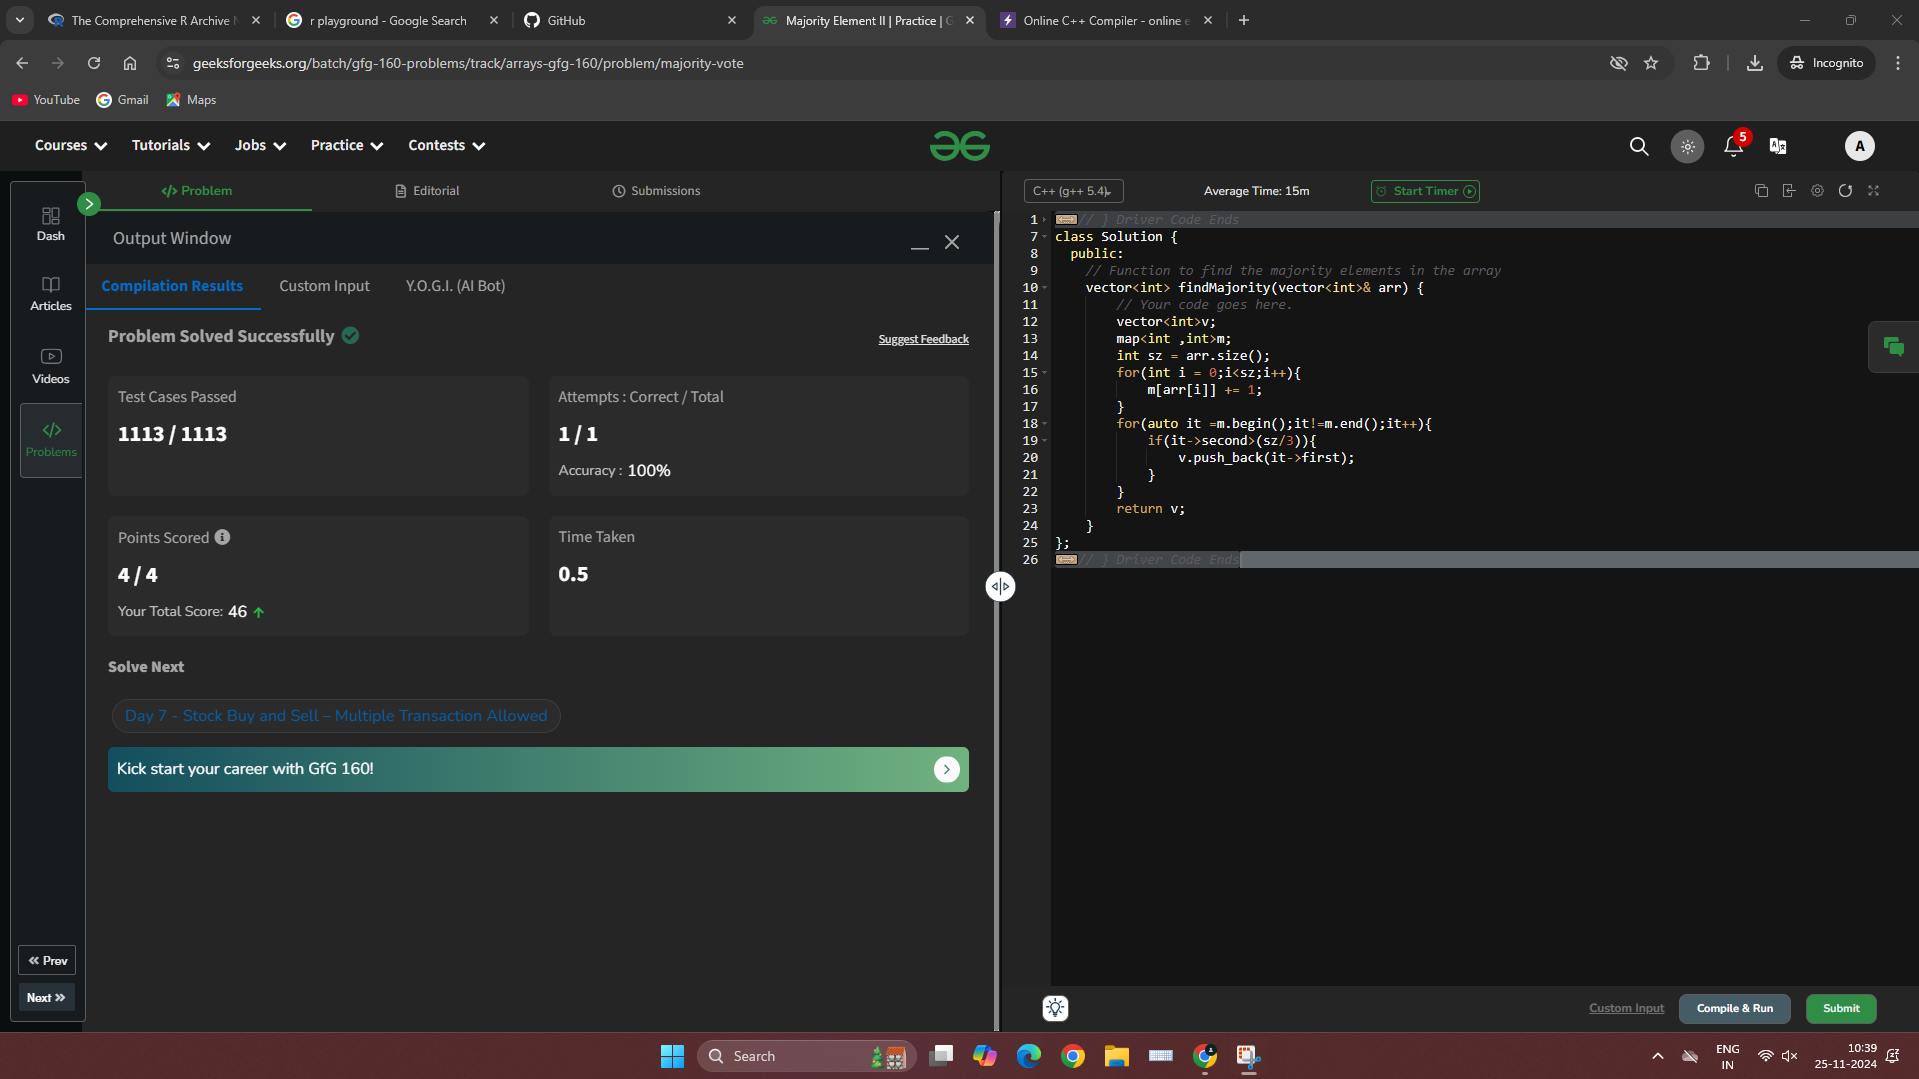 The Comprehensive R Archive N
r playground - Google Search
GitHub
Majority Element II | Practice | G
Online C++ Compiler - online e
geeksforgeeks.org/batch/gfg-160-problems/track/arrays-gfg-160/problem/majority-vote
Incognito
YouTube
Gmail
Maps
Courses
Tutorials
Jobs
Practice
Contests
5
A
Dash
Articles
Videos
Problems
« Prev
Next »
</> Problem
Editorial
Submissions
Output Window
Compilation Results
Custom Input
Y.O.G.I. (AI Bot)
Problem Solved Successfully
Suggest Feedback
Test Cases Passed
1113 / 1113
Attempts : Correct / Total
1 / 1
Accuracy : 100%
Points Scored
4 / 4
Your Total Score: 46
Time Taken
0.5
Solve Next
Day 7 - Stock Buy and Sell – Multiple Transaction Allowed
Kick start your career with GfG 160!
C++ (g++ 5.4)
Average Time: 15m
Start Timer
1 // } Driver Code Ends
7 class Solution {
8 public:
9 // Function to find the majority elements in the array
10 vector<int> findMajority(vector<int>& arr) {
11 // Your code goes here.
12 vector<int>v;
13 map<int ,int>m;
14 int sz = arr.size();
15 for(int i = 0;i<sz;i++){
16 m[arr[i]] += 1;
17 }
18 for(auto it =m.begin();it!=m.end();it++){
19 if(it->second>(sz/3)){
20 v.push_back(it->first);
21 }
22 }
23 return v;
24 }
25 };
26 // } Driver Code Ends
Custom Input
Compile & Run
Submit
Search
ENG
IN
10:39
25-11-2024